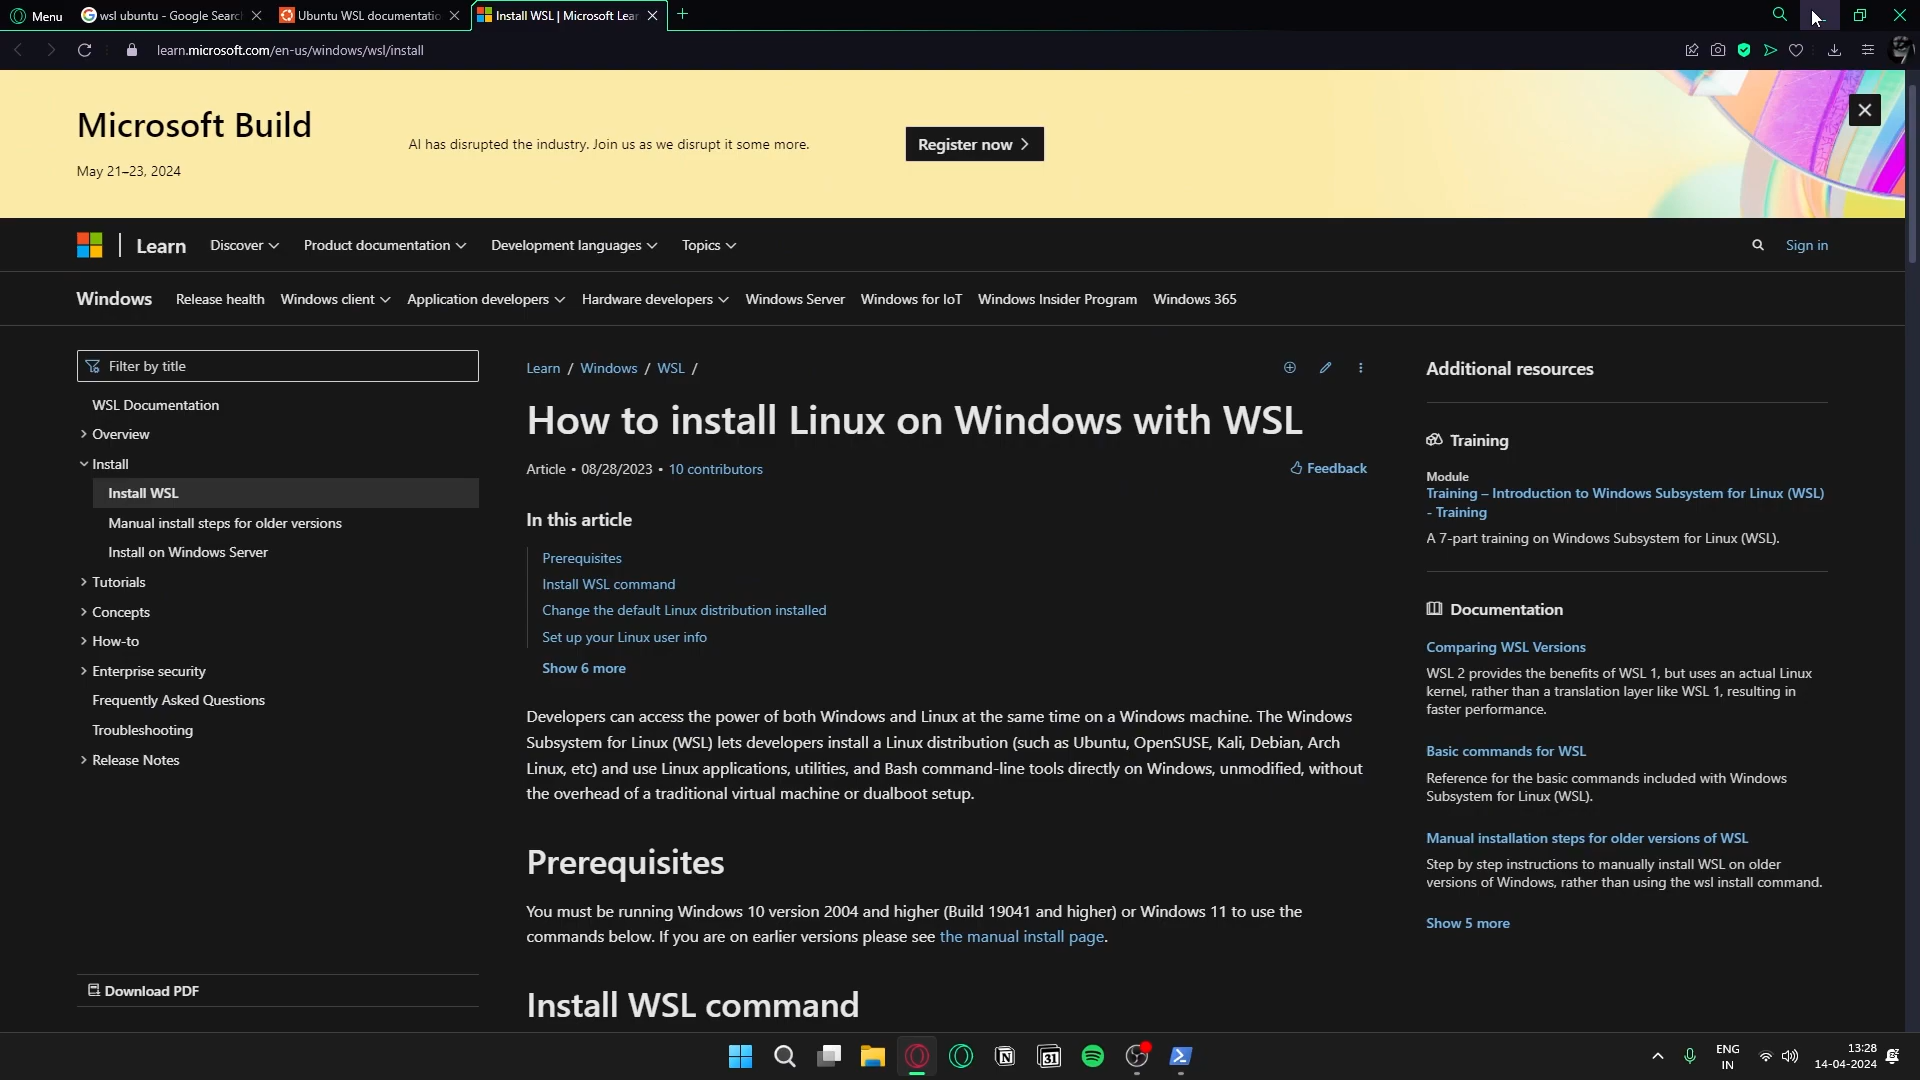 Menu
wsl ubuntu - Google Searc
Ubuntu WSL documentatio
Install WSL | Microsoft Lear
learn.microsoft.com/en-us/windows/wsl/install
Microsoft Build
May 21–23, 2024
AI has disrupted the industry. Join us as we disrupt it some more.
Register now
Learn
Discover
Product documentation
Development languages
Topics
Sign in
Windows
Release health
Windows client
Application developers
Hardware developers
Windows Server
Windows for IoT
Windows Insider Program
Windows 365
Filter by title
WSL Documentation
Overview
Install
Install WSL
Manual install steps for older versions
Install on Windows Server
Tutorials
Concepts
How-to
Enterprise security
Frequently Asked Questions
Troubleshooting
Release Notes
Download PDF
Learn / Windows / WSL /
How to install Linux on Windows with WSL
Article • 08/28/2023 • 10 contributors
Feedback
In this article
Prerequisites
Install WSL command
Change the default Linux distribution installed
Set up your Linux user info
Show 6 more
Developers can access the power of both Windows and Linux at the same time on a Windows machine. The Windows
Subsystem for Linux (WSL) lets developers install a Linux distribution (such as Ubuntu, OpenSUSE, Kali, Debian, Arch
Linux, etc) and use Linux applications, utilities, and Bash command-line tools directly on Windows, unmodified, without
the overhead of a traditional virtual machine or dualboot setup.
Prerequisites
You must be running Windows 10 version 2004 and higher (Build 19041 and higher) or Windows 11 to use the
commands below. If you are on earlier versions please see the manual install page.
Install WSL command
Additional resources
Training
Module
Training – Introduction to Windows Subsystem for Linux (WSL)
- Training
A 7-part training on Windows Subsystem for Linux (WSL).
Documentation
Comparing WSL Versions
WSL 2 provides the benefits of WSL 1, but uses an actual Linux
kernel, rather than a translation layer like WSL 1, resulting in
faster performance.
Basic commands for WSL
Reference for the basic commands included with Windows
Subsystem for Linux (WSL).
Manual installation steps for older versions of WSL
Step by step instructions to manually install WSL on older
versions of Windows, rather than using the wsl install command.
Show 5 more
31
ENG
IN
13:28
14-04-2024